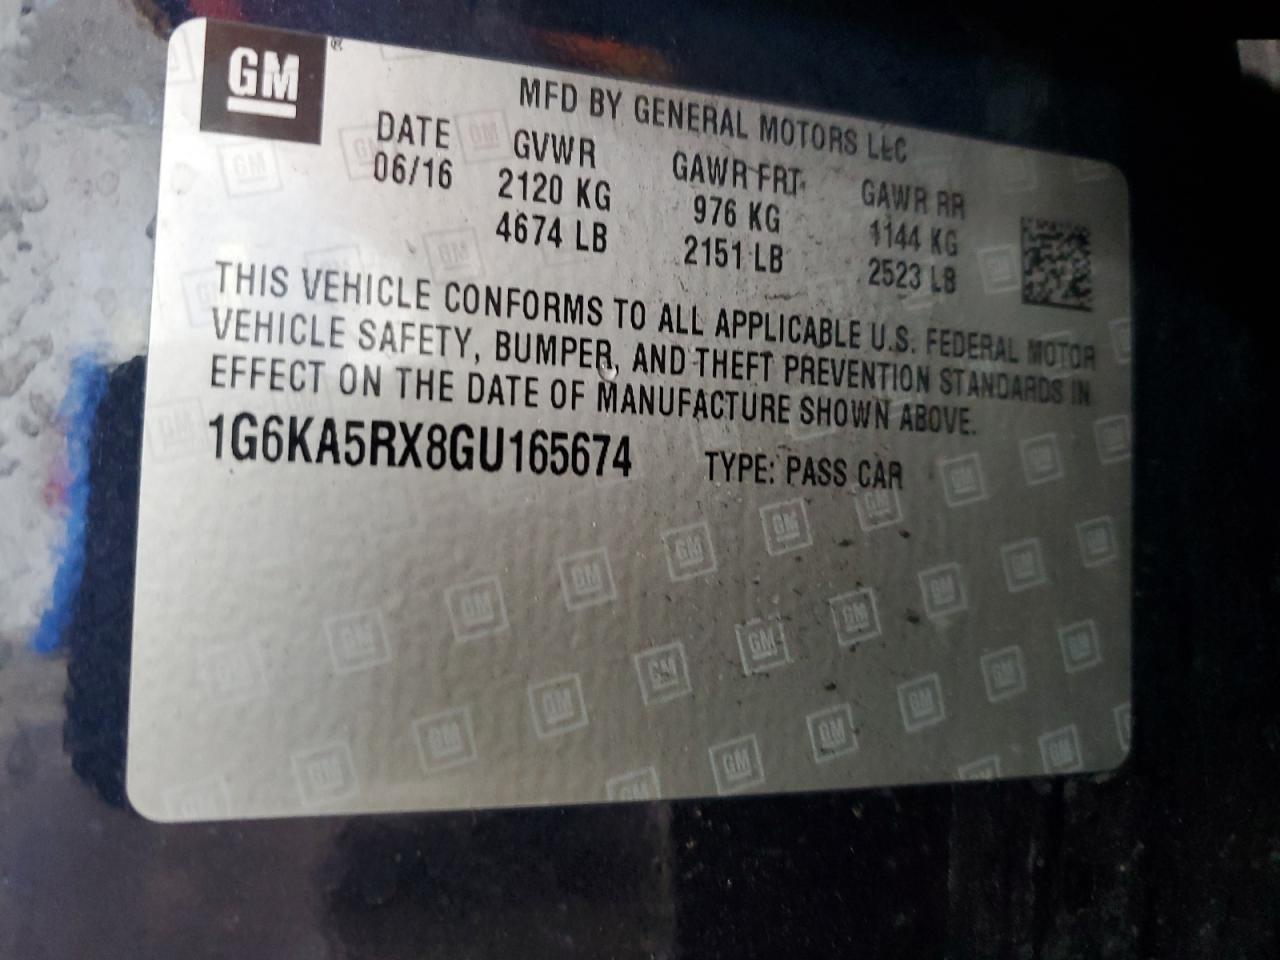 GM
MFD BY GENERAL MOTORS LLC
DATE GVWR GAWR FRT GAWR RR
06/16 2120 KG 976 KG 1144 KG
4674 LB 2151 LB 2523 LB
THIS VEHICLE CONFORMS TO ALL APPLICABLE U.S. FEDERAL MOTOR
VEHICLE SAFETY, BUMPER, AND THEFT PREVENTION STANDARDS IN
EFFECT ON THE DATE OF MANUFACTURE SHOWN ABOVE.
1G6KA5RX8GU165674 TYPE: PASS CAR